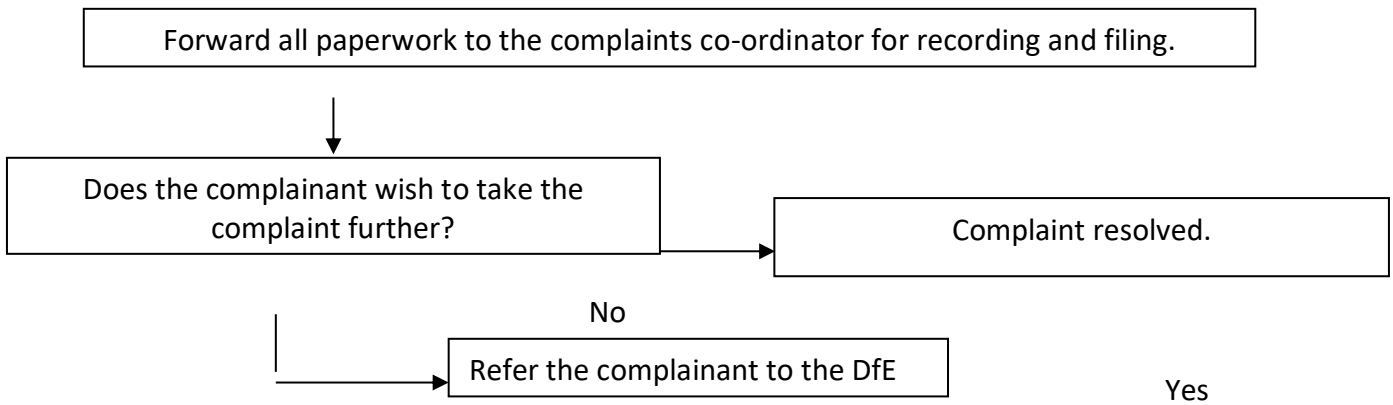 Forward all paperwork to the complaints co-ordinator for recording and filing.
Does the complainant wish to take the
complaint further?
Complaint resolved.
No
Refer the complainant to the DfE
Yes